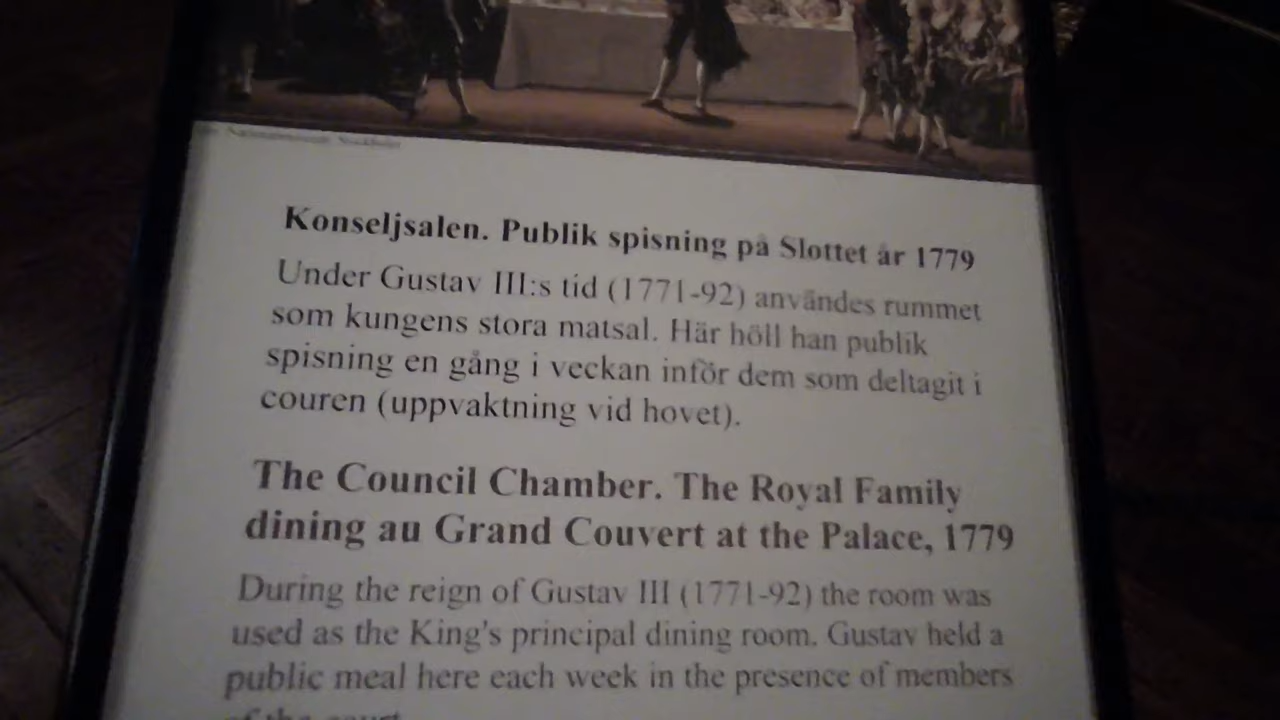 Konseljsalen. Publik spisning på Slottet år 1779
Under Gustav III:s tid (1771-92) användes rummet
som kungens stora matsal. Här höll han publik
spisning en gång i veckan inför dem som deltagit i
couren (uppvaktning vid hovet).
The Council Chamber. The Royal Family
dining au Grand Couvert at the Palace, 1779
During the reign of Gustav III (1771-92) the room was
used as the King's principal dining room. Gustav held a
public meal here each week in the presence of members
of the court